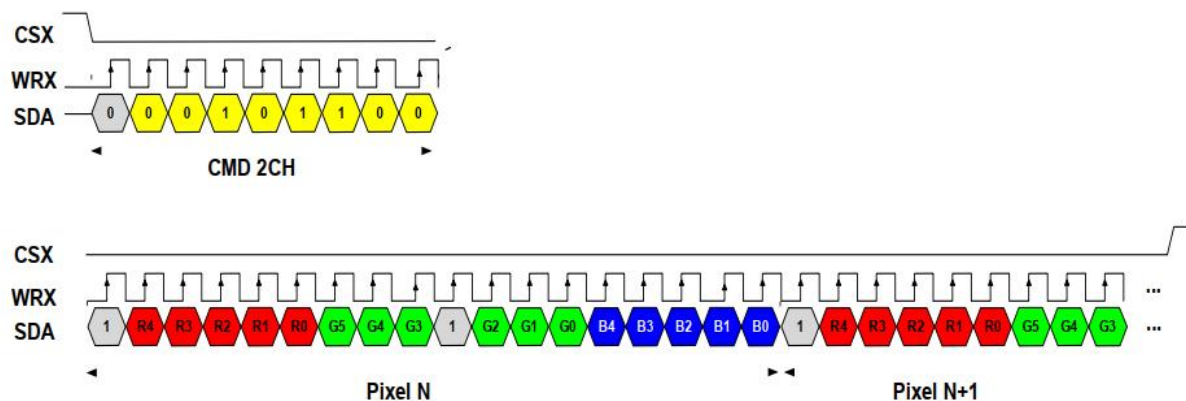 CSX
WRX
SDA 0 0 0 1 0 1 1 0 0
CMD 2CH
CSX
WRX ...
SDA 1 R4 R3 R2 R1 R0 G5 G4 G3 1 G2 G1 G0 B4 B3 B2 B1 B0 1 R4 R3 R2 R1 R0 G5 G4 G3 ...
Pixel N Pixel N+1